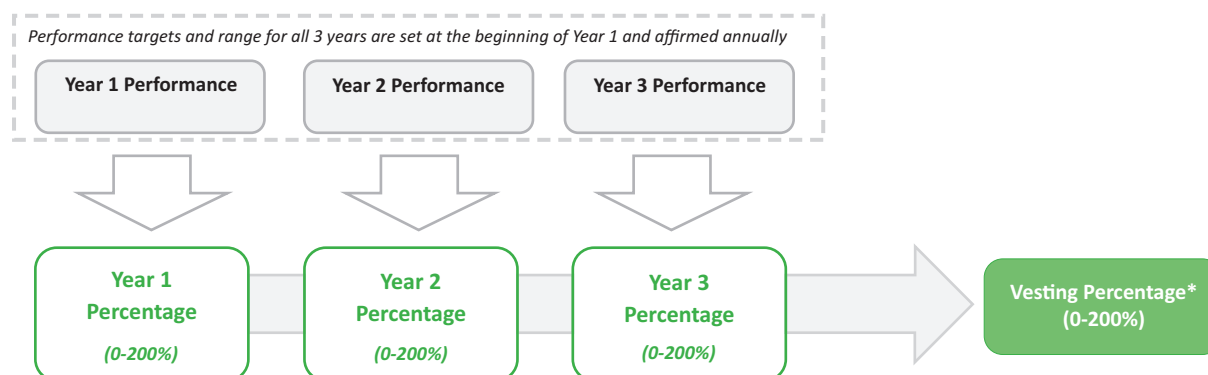 Performance targets and range for all 3 years are set at the beginning of Year 1 and affirmed annually
Year 1 Performance
Year 2 Performance
Year 3 Performance
Year 1
Percentage
(0-200%)
Year 2
Percentage
(0-200%)
Year 3
Percentage
(0-200%)
Vesting Percentage*
(0-200%)